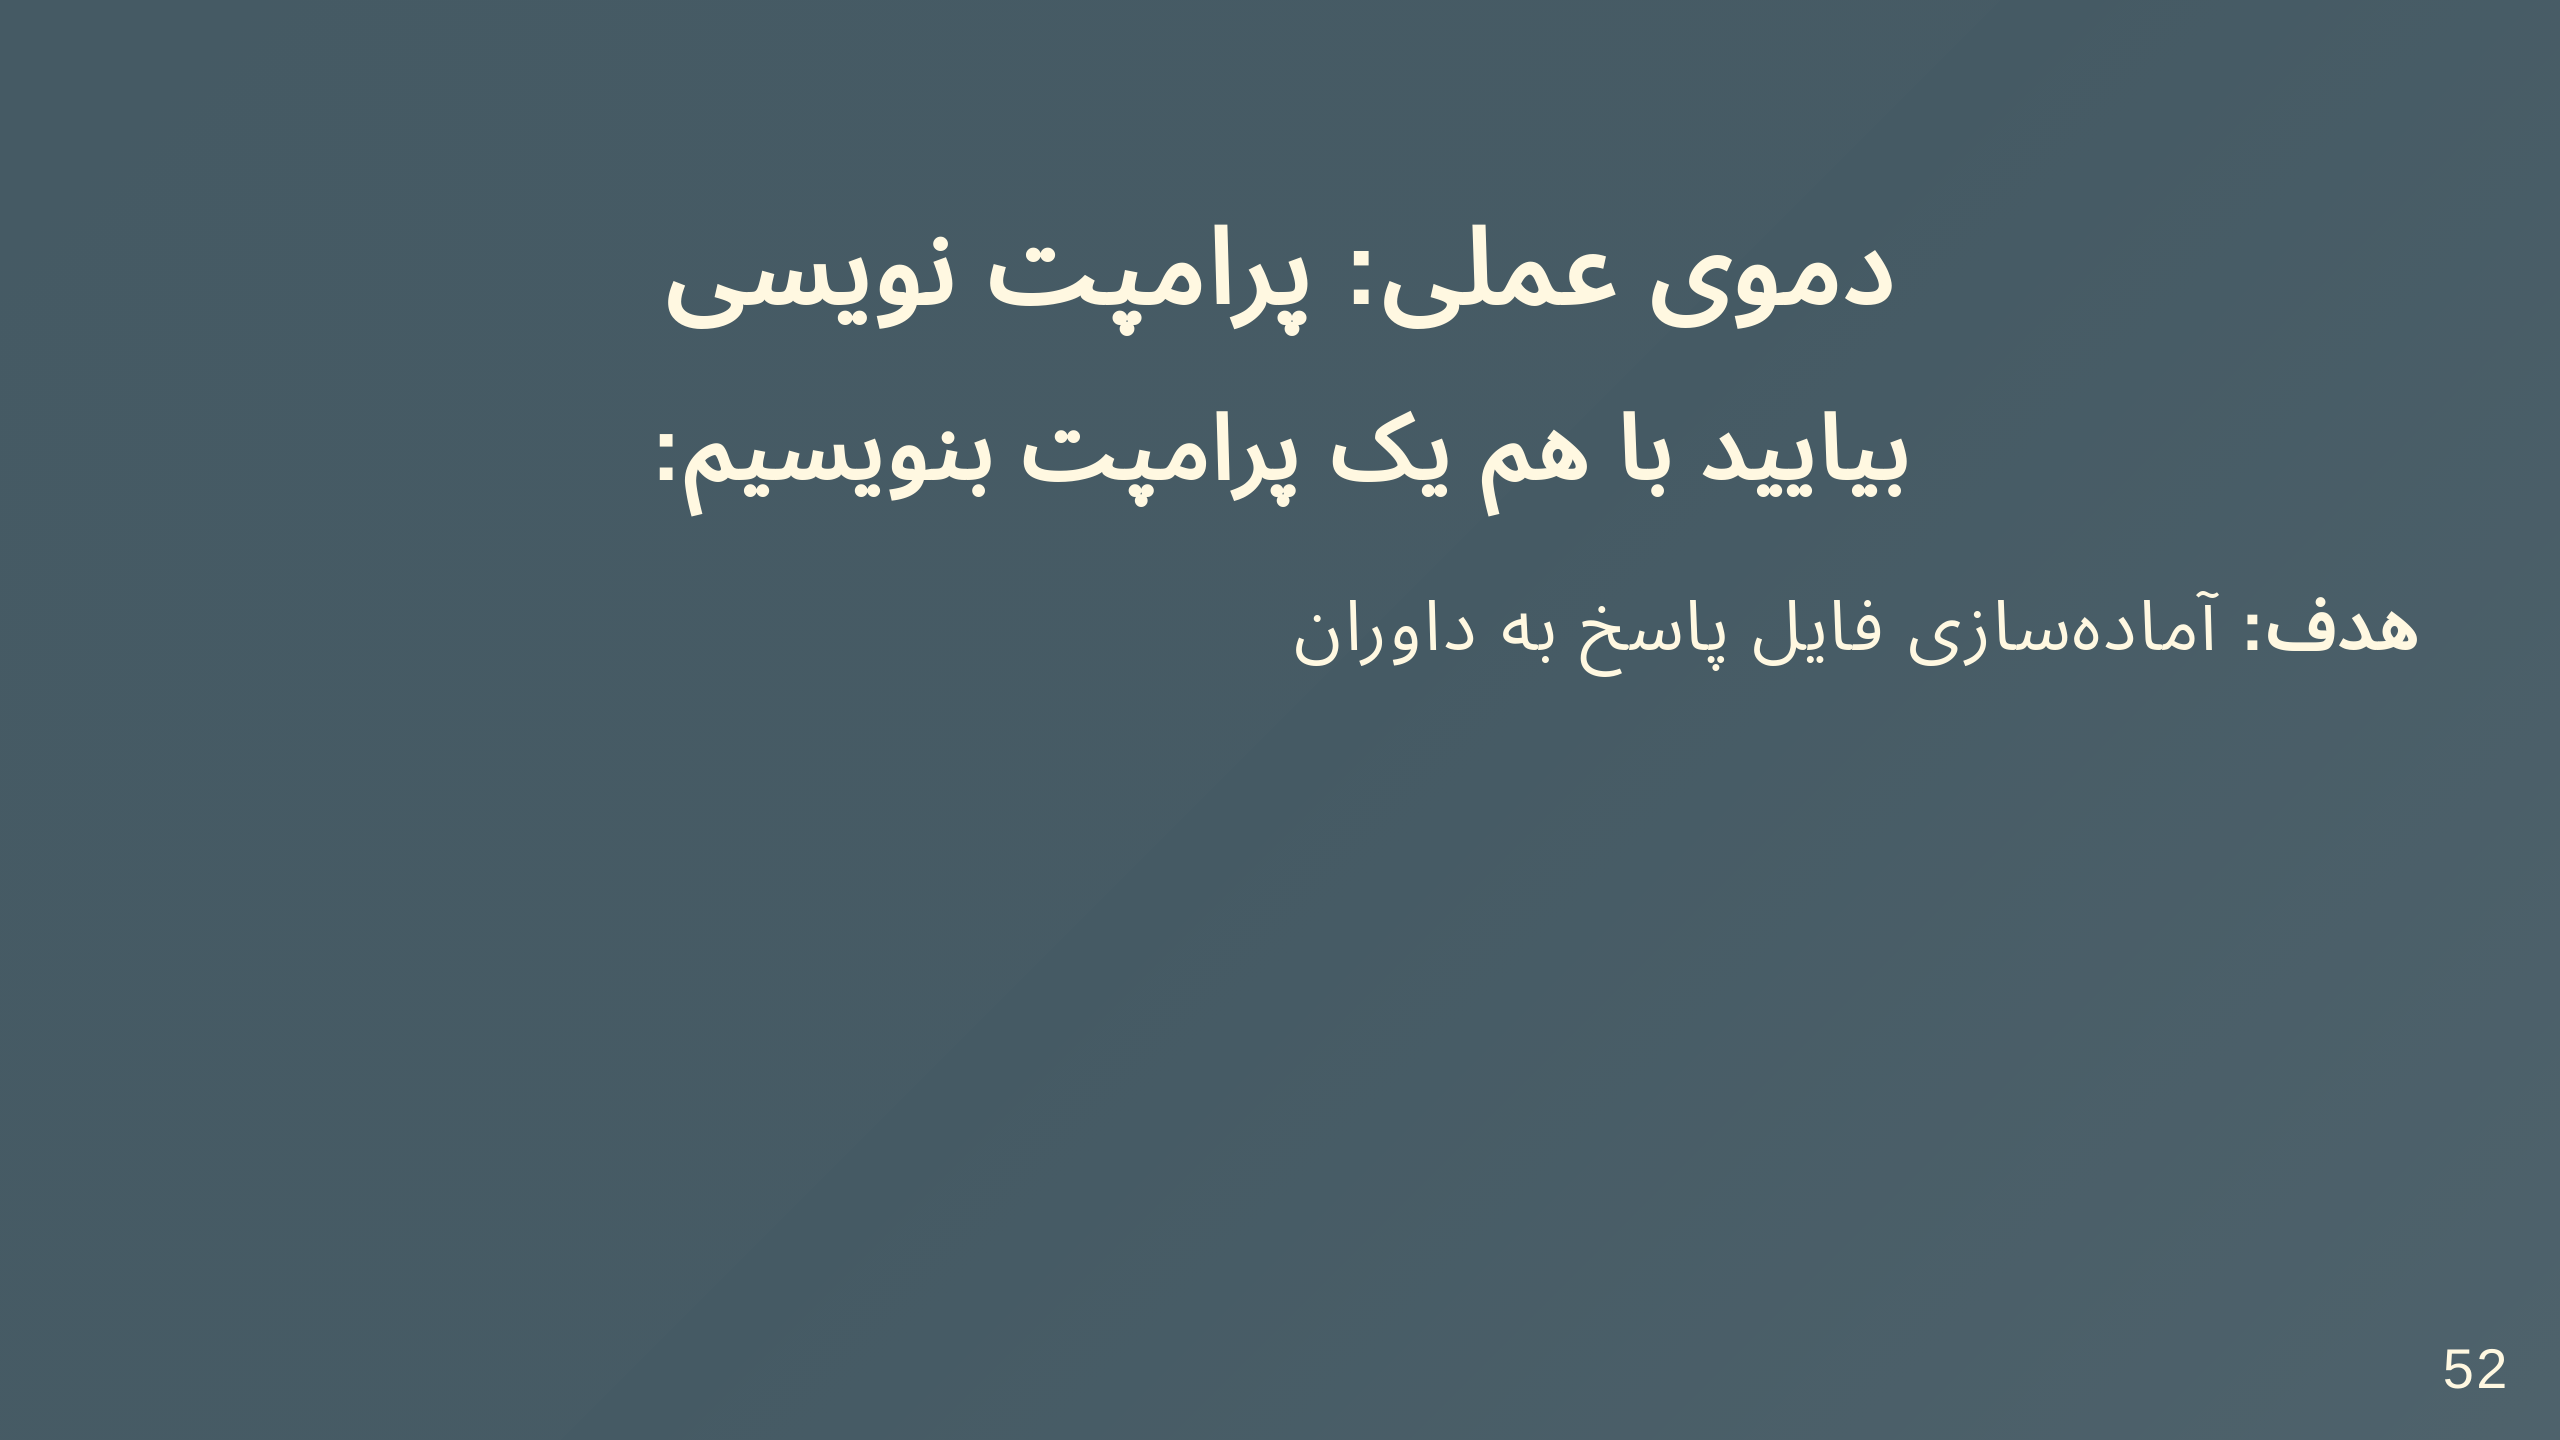 دموی عملی: پرامپت نویسی
بیایید با هم یک پرامپت بنویسیم:
هدف: آماده‌سازی فایل پاسخ به داوران
52